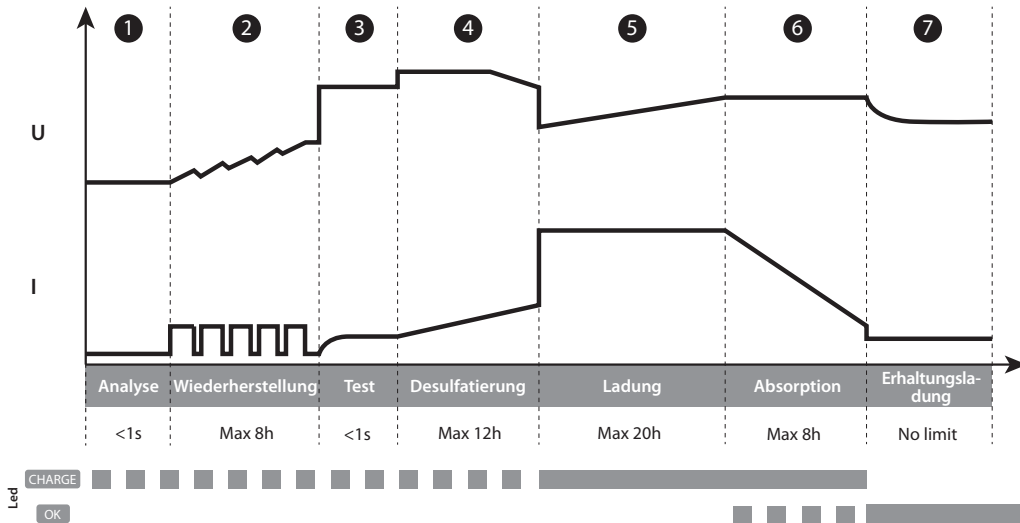 1 2 3 4 5 6 7
U
I
Analyse Wiederherstellung Test Desulfatierung Ladung Absorption Erhaltungsla-
dung
<1s Max 8h <1s Max 12h Max 20h Max 8h No limit
Led
CHARGE
OK